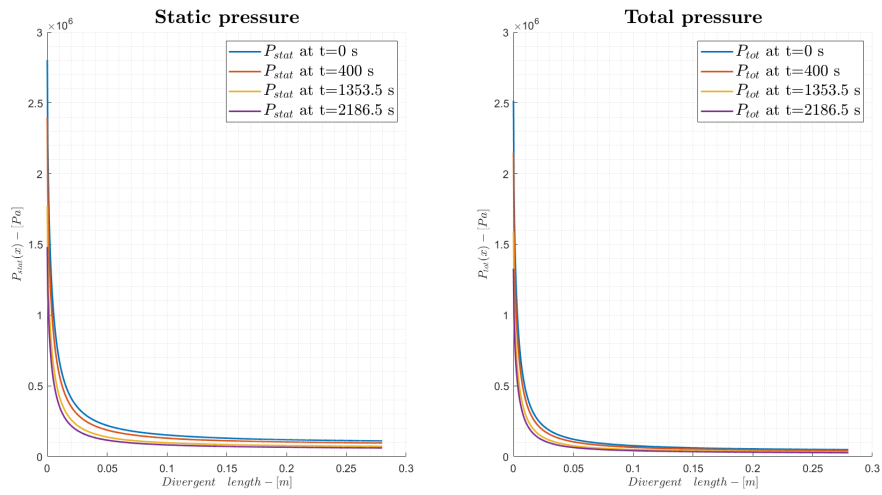 Static pressure
×10⁶
3
2.5
2
1.5
1
0.5
0
P_stat(x) − [Pa]
P_stat at t=0 s
P_stat at t=400 s
P_stat at t=1353.5 s
P_stat at t=2186.5 s
0 0.05 0.1 0.15 0.2 0.25 0.3
Divergent length − [m]
Total pressure
×10⁶
3
2.5
2
1.5
1
0.5
0
P_tot(x) − [Pa]
P_tot at t=0 s
P_tot at t=400 s
P_tot at t=1353.5 s
P_tot at t=2186.5 s
0 0.05 0.1 0.15 0.2 0.25 0.3
Divergent length − [m]